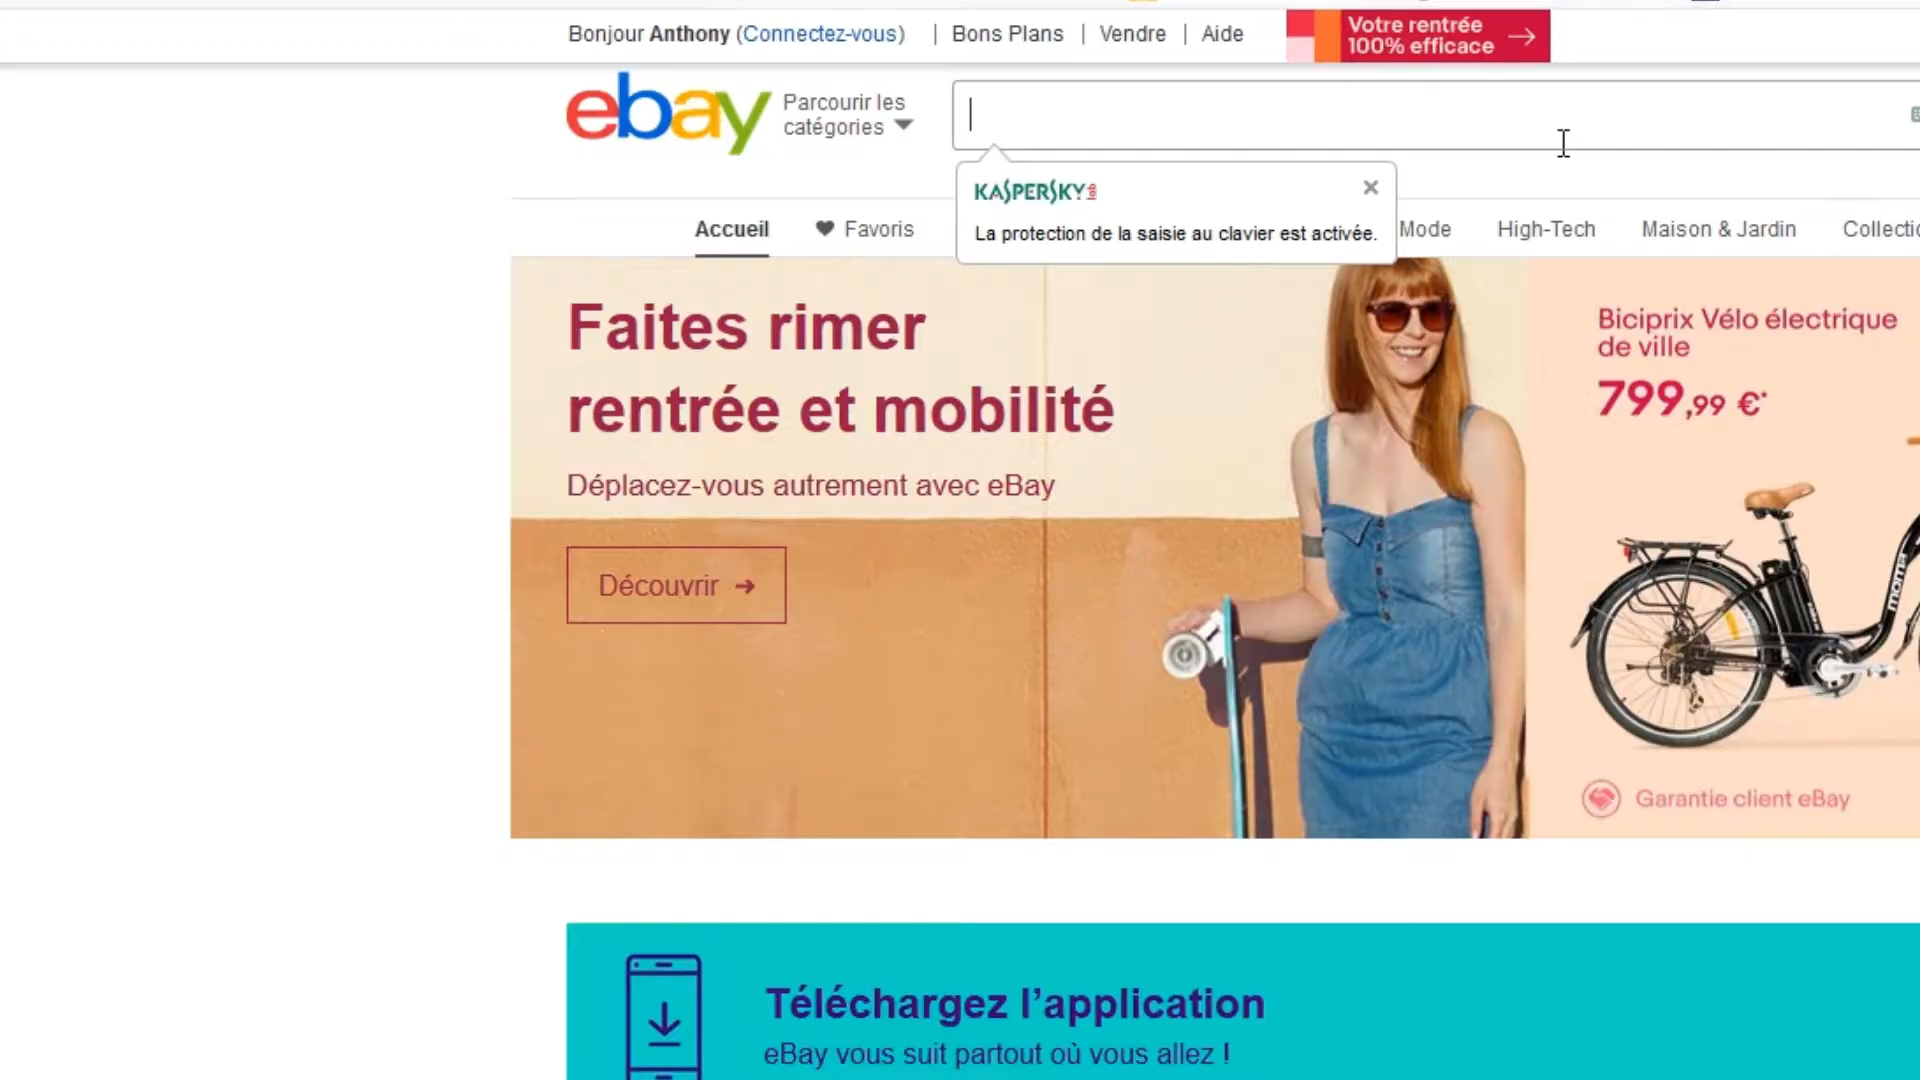 Bonjour Anthony (Connectez-vous) | Bons Plans | Vendre | Aide
Votre rentrée
100% efficace
ebay
Parcourir les
catégories
KASPERSKY lab
La protection de la saisie au clavier est activée.
Accueil Favoris Mode High-Tech Maison & Jardin Collectio
Faites rimer
rentrée et mobilité
Déplacez-vous autrement avec eBay
Découvrir
Biciprix Vélo électrique
de ville
799,99 €*
moma
Garantie client eBay
Téléchargez l’application
eBay vous suit partout où vous allez !